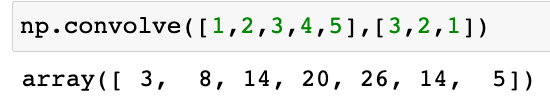 np.convolve([1,2,3,4,5],[3,2,1])
array([ 3,  8, 14, 20, 26, 14,  5])